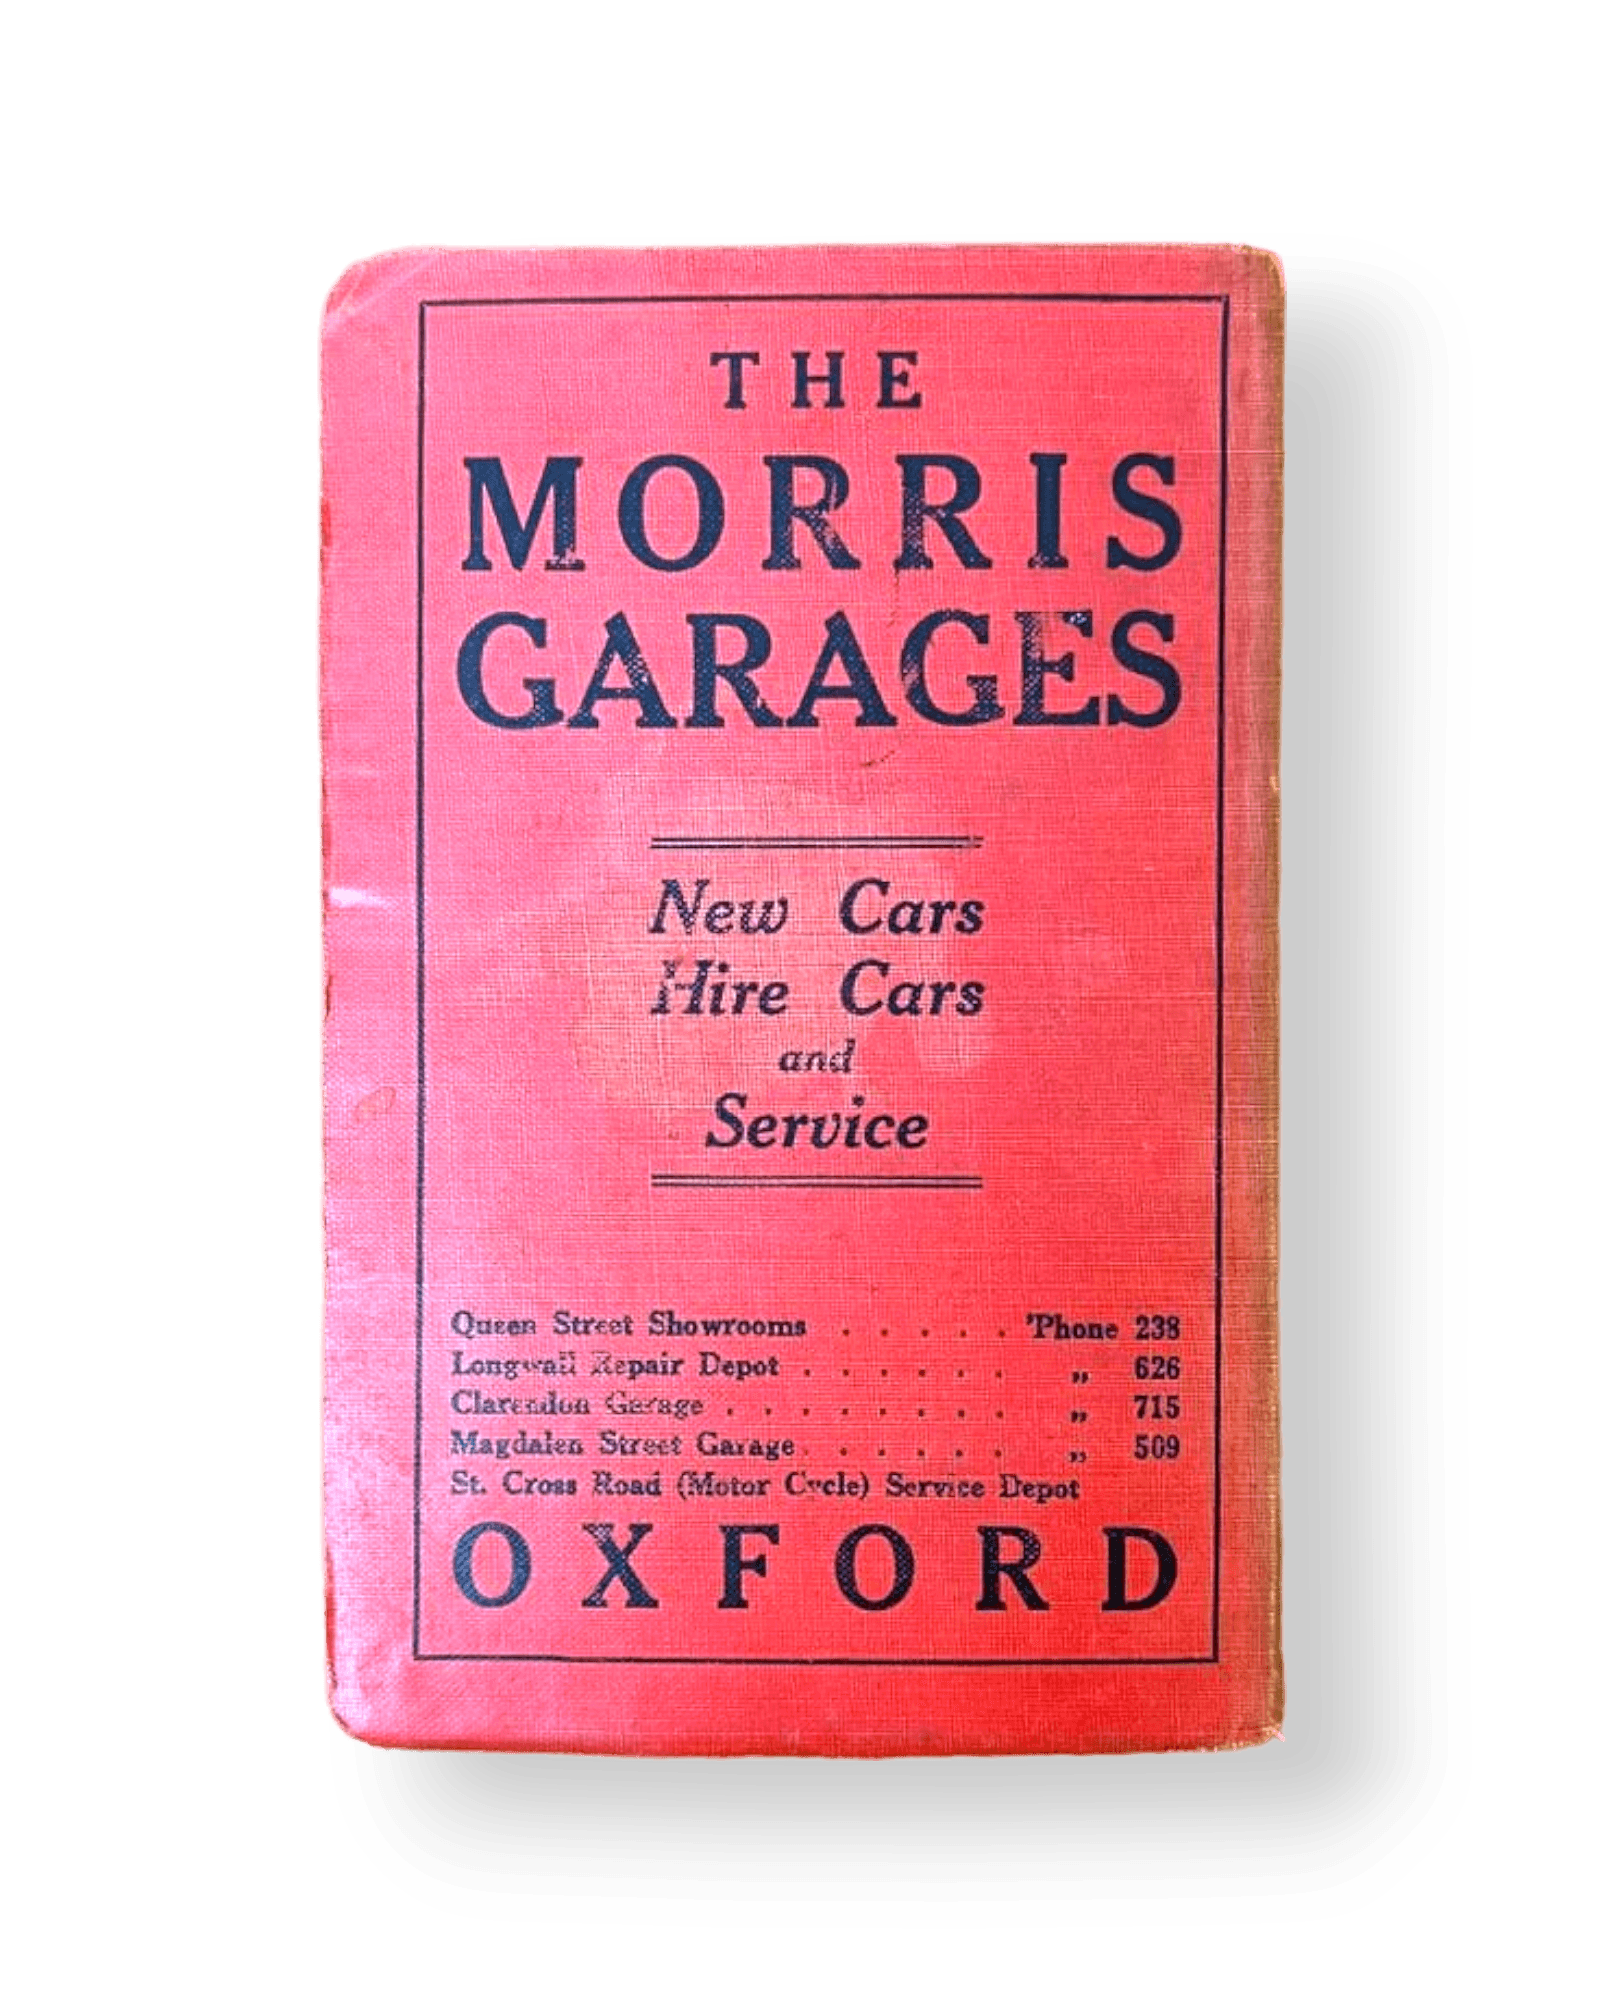 THE
MORRIS
GARAGES
New Cars
Hire Cars
and
Service
Queen Street Showrooms . . . . . 'Phone 238
Longwall Repair Depot . . . . . . „ 626
Clarendon Garage . . . . . . . . „ 715
Magdalen Street Garage . . . . . . „ 509
St. Cross Road (Motor Cycle) Service Depot
OXFORD